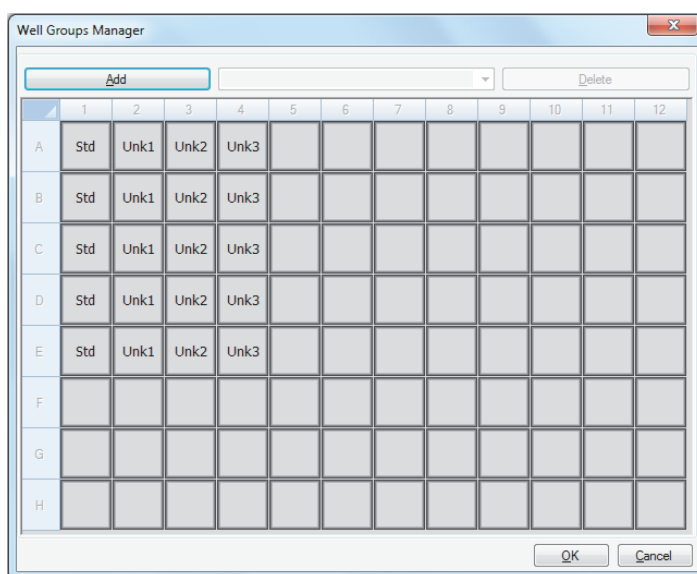 Well Groups Manager
Add Delete
1 2 3 4 5 6 7 8 9 10 11 12
A Std Unk1 Unk2 Unk3
B Std Unk1 Unk2 Unk3
C Std Unk1 Unk2 Unk3
D Std Unk1 Unk2 Unk3
E Std Unk1 Unk2 Unk3
F
G
H
OK Cancel